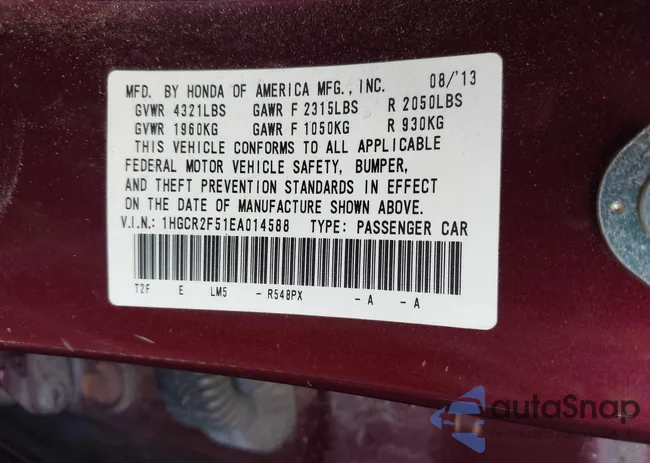 MFD. BY HONDA OF AMERICA MFG., INC. 08/'13
GVWR 4321LBS GAWR F 2315LBS R 2050LBS
GVWR 1960KG GAWR F 1050KG R 930KG
THIS VEHICLE CONFORMS TO ALL APPLICABLE
FEDERAL MOTOR VEHICLE SAFETY, BUMPER,
AND THEFT PREVENTION STANDARDS IN EFFECT
ON THE DATE OF MANUFACTURE SHOWN ABOVE.
V.I.N.: 1HGCR2F51EA014588 TYPE: PASSENGER CAR
T2F E LM5 - R548PX - A - A
autoSnap